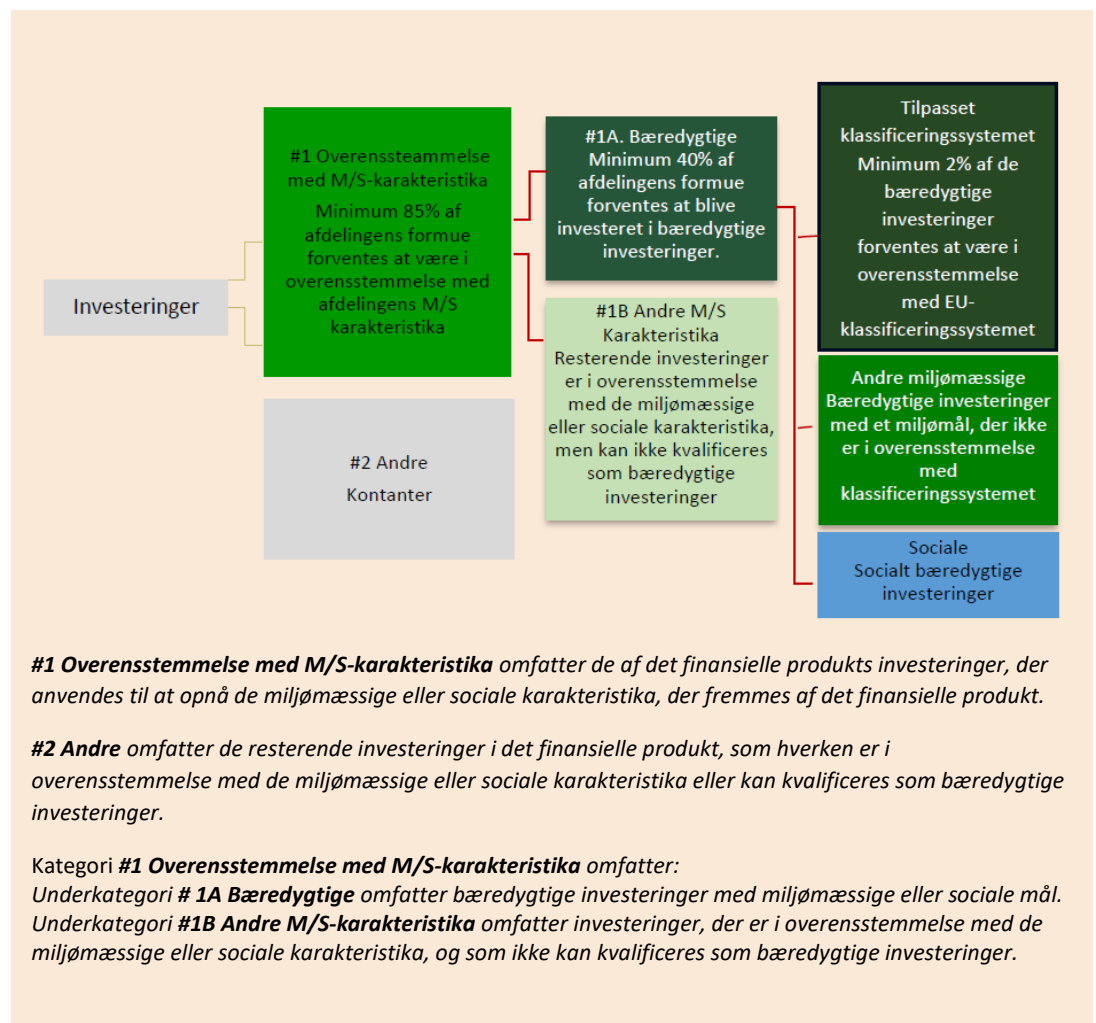 Investeringer
#1 Overenssteammelse
med M/S-karakteristika
Minimum 85% af
afdelingens formue
forventes at være i
overensstemmelse med
afdelingens M/S
karakteristika
#2 Andre
Kontanter
#1A. Bæredygtige
Minimum 40% af
afdelingens formue
forventes at blive
investeret i bæredygtige
investeringer.
#1B Andre M/S
Karakteristika
Resterende investeringer
er i overensstemmelse
med de miljømæssige
eller sociale karakteristika,
men kan ikke kvalificeres
som bæredygtige
investeringer
Tilpasset
klassificeringssystemet
Minimum 2% af de
bæredygtige
investeringer
forventes at være i
overensstemmelse
med EU-
klassificeringssystemet
Andre miljømæssige
Bæredygtige investeringer
med et miljømål, der ikke
er i overensstemmelse
med
klassificeringssystemet
Sociale
Socialt bæredygtige
investeringer
#1 Overensstemmelse med M/S-karakteristika omfatter de af det finansielle produkts investeringer, der
anvendes til at opnå de miljømæssige eller sociale karakteristika, der fremmes af det finansielle produkt.
#2 Andre omfatter de resterende investeringer i det finansielle produkt, som hverken er i
overensstemmelse med de miljømæssige eller sociale karakteristika eller kan kvalificeres som bæredygtige
investeringer.
Kategori #1 Overensstemmelse med M/S-karakteristika omfatter:
Underkategori # 1A Bæredygtige omfatter bæredygtige investeringer med miljømæssige eller sociale mål.
Underkategori #1B Andre M/S-karakteristika omfatter investeringer, der er i overensstemmelse med de
miljømæssige eller sociale karakteristika, og som ikke kan kvalificeres som bæredygtige investeringer.